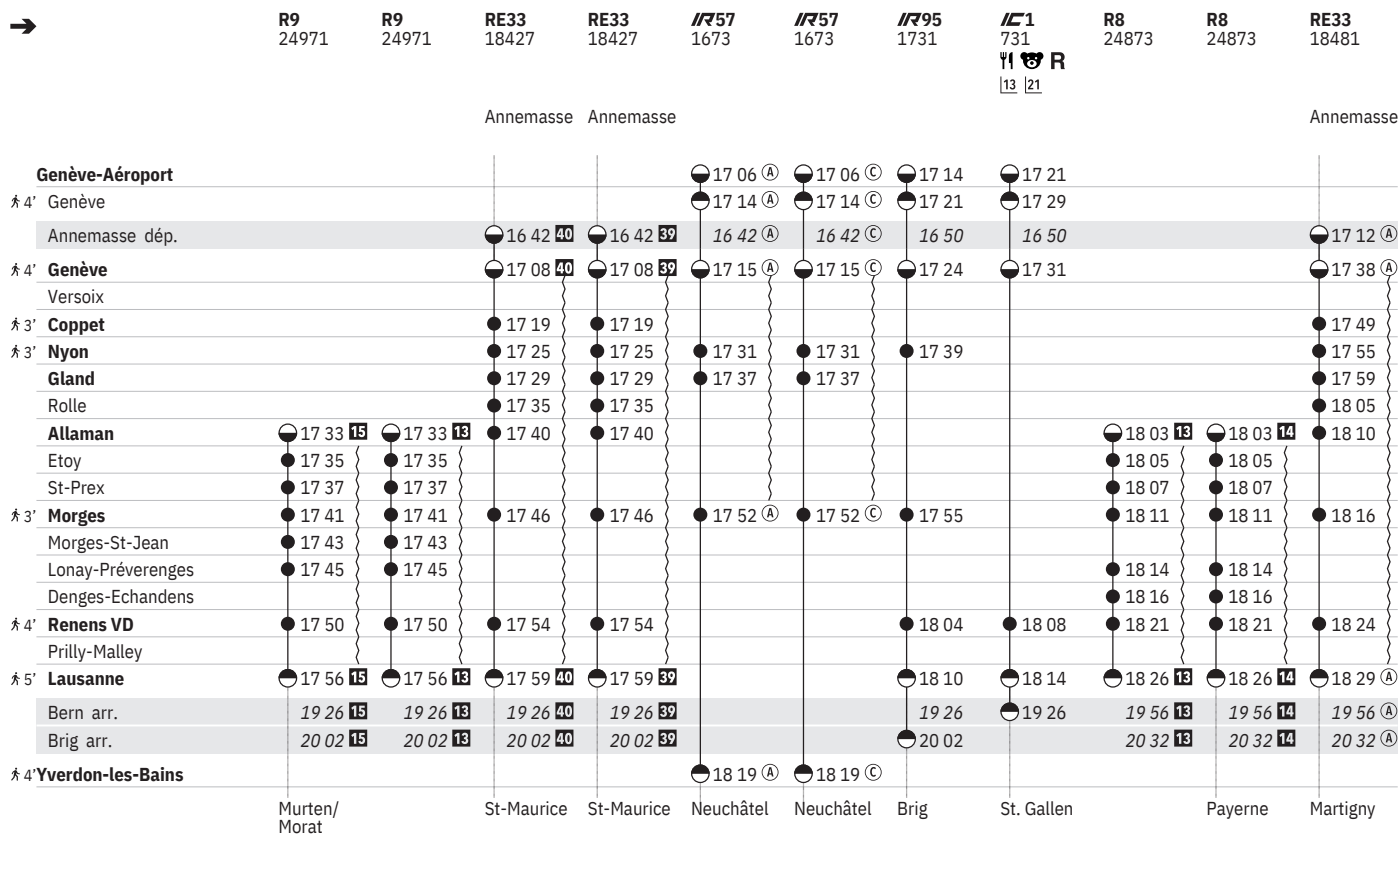 R9 R9 RE33 RE33 IR57 IR57 IR95 IC1 R8 R8 RE33
24971 24971 18427 18427 1673 1673 1731 731 24873 24873 18481
R
13 21
Annemasse Annemasse Annemasse
Genève-Aéroport 17 06 A 17 06 C 17 14 17 21
4' Genève 17 14 A 17 14 C 17 21 17 29
Annemasse dép. 16 42 40 16 42 39 16 42 A 16 42 C 16 50 16 50 17 12 A
4' Genève 17 08 40 17 08 39 17 15 A 17 15 C 17 24 17 31 17 38 A
Versoix
3' Coppet 17 19 17 19 17 49
3' Nyon 17 25 17 25 17 31 17 31 17 39 17 55
Gland 17 29 17 29 17 37 17 37 17 59
Rolle 17 35 17 35 18 05
Allaman 17 33 15 17 33 13 17 40 17 40 18 03 13 18 03 14 18 10
Etoy 17 35 17 35 18 05 18 05
St-Prex 17 37 17 37 18 07 18 07
3' Morges 17 41 17 41 17 46 17 46 17 52 A 17 52 C 17 55 18 11 18 11 18 16
Morges-St-Jean 17 43 17 43
Lonay-Préverenges 17 45 17 45 18 14 18 14
Denges-Echandens 18 16 18 16
4' Renens VD 17 50 17 50 17 54 17 54 18 04 18 08 18 21 18 21 18 24
Prilly-Malley
5' Lausanne 17 56 15 17 56 13 17 59 40 17 59 39 18 10 18 14 18 26 13 18 26 14 18 29 A
Bern arr. 19 26 15 19 26 13 19 26 40 19 26 39 19 26 19 26 19 56 13 19 56 14 19 56 A
Brig arr. 20 02 15 20 02 13 20 02 40 20 02 39 20 02 20 32 13 20 32 14 20 32 A
4' Yverdon-les-Bains 18 19 A 18 19 C
Murten/ St-Maurice St-Maurice Neuchâtel Neuchâtel Brig St. Gallen Payerne Martigny
Morat